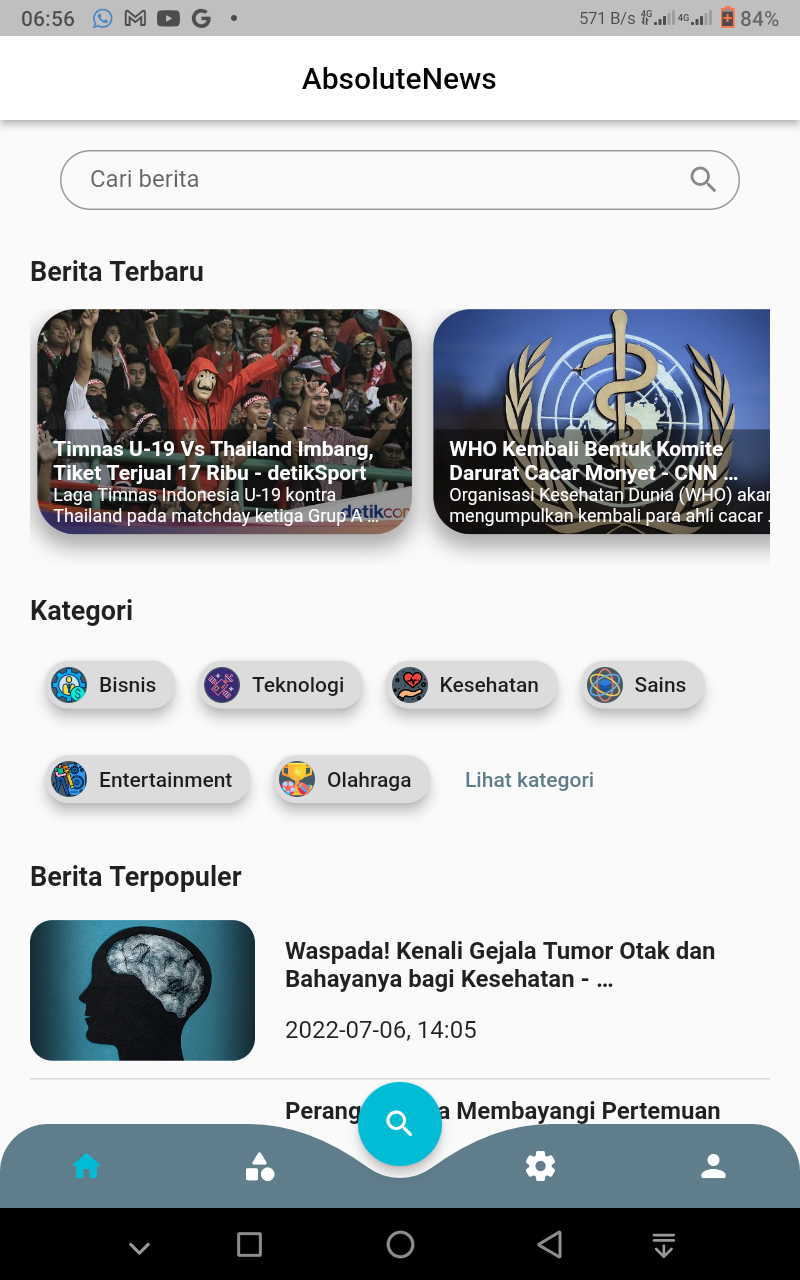 06:56
571 B/s 4G 4G 84%
AbsoluteNews
Cari berita
Berita Terbaru
Timnas U-19 Vs Thailand Imbang,
Tiket Terjual 17 Ribu - detikSport
Laga Timnas Indonesia U-19 kontra
Thailand pada matchday ketiga Grup A ...
WHO Kembali Bentuk Komite
Darurat Cacar Monyet - CNN ...
Organisasi Kesehatan Dunia (WHO) akan
mengumpulkan kembali para ahli cacar .
Kategori
Bisnis
Teknologi
Kesehatan
Sains
Entertainment
Olahraga
Lihat kategori
Berita Terpopuler
Waspada! Kenali Gejala Tumor Otak dan
Bahayanya bagi Kesehatan - ...
2022-07-06, 14:05
Perang a Membayangi Pertemuan